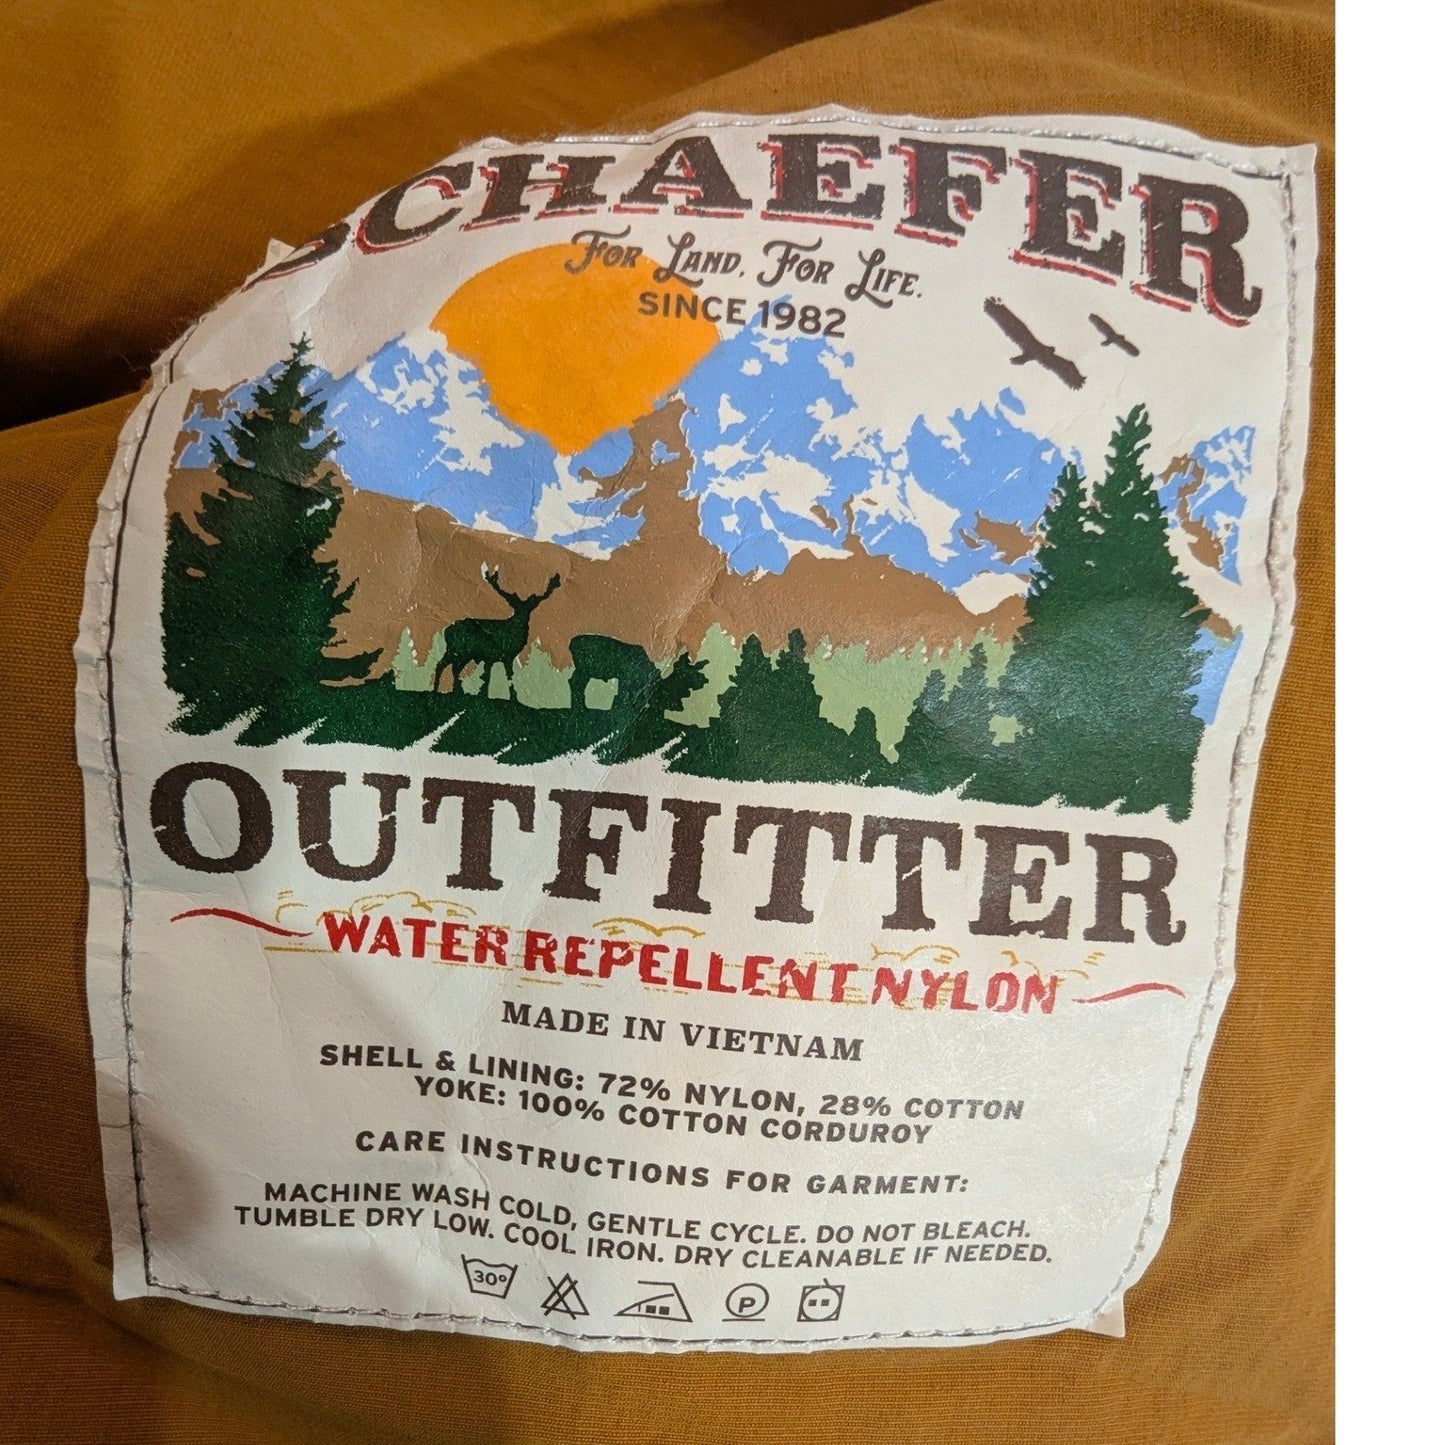 SCHAEFER
For Land, For Life.
SINCE 1982
OUTFITTER
WATER REPELLENT NYLON
MADE IN VIETNAM
SHELL & LINING: 72% NYLON, 28% COTTON
YOKE: 100% COTTON CORDUROY
CARE INSTRUCTIONS FOR GARMENT:
MACHINE WASH COLD, GENTLE CYCLE. DO NOT BLEACH.
TUMBLE DRY LOW. COOL IRON. DRY CLEANABLE IF NEEDED.
30° P